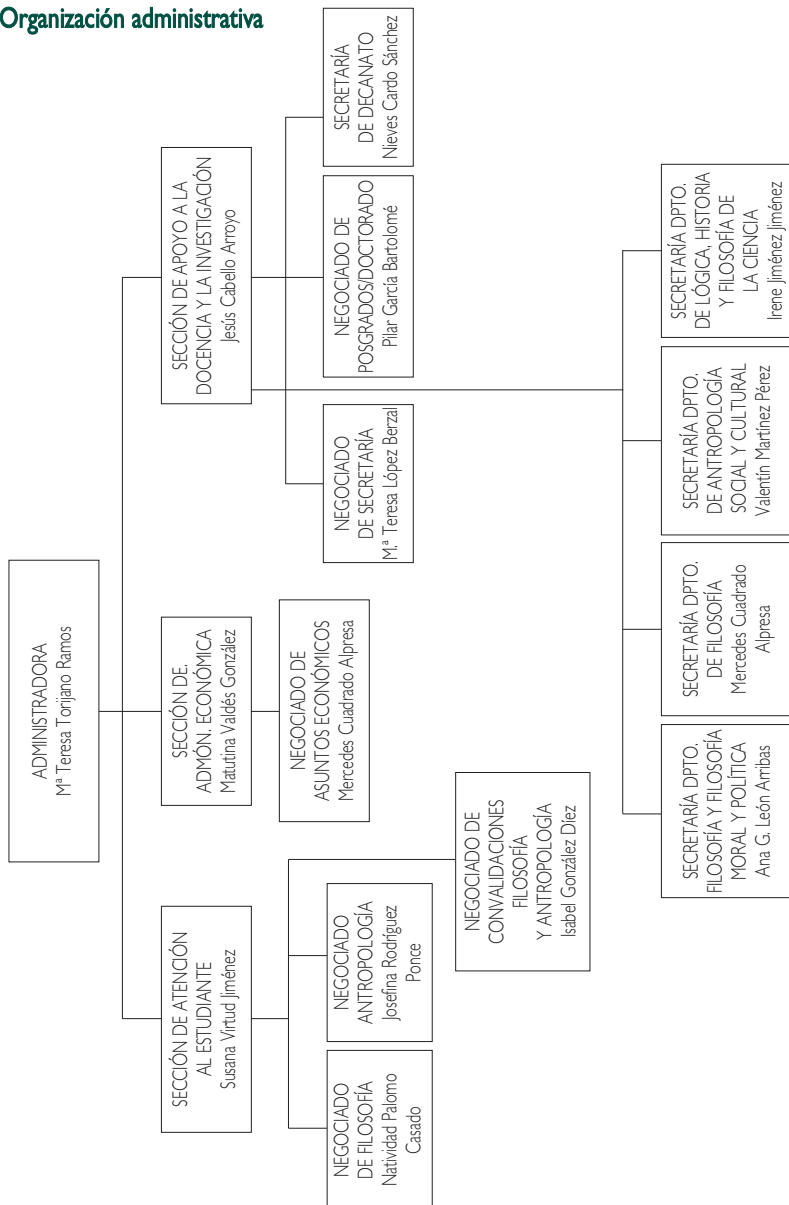 Organización administrativa
ADMINISTRADORA
Mª Teresa Torijano Ramos
SECCIÓN DE ATENCIÓN
AL ESTUDIANTE
Susana Virtud Jiménez
SECCIÓN DE.
ADMÓN. ECONÓMICA
Matutina Valdés González
SECCIÓN DE APOYO A LA
DOCENCIA Y LA INVESTIGACIÓN
Jesús Cabello Arroyo
NEGOCIADO DE
ASUNTOS ECONÓMICOS
Mercedes Cuadrado Alpresa
NEGOCIADO
DE FILOSOFÍA
Natividad Palomo
Casado
NEGOCIADO
ANTROPOLOGÍA
Josefina Rodríguez
Ponce
NEGOCIADO DE
CONVALIDACIONES
FILOSOFÍA
Y ANTROPOLOGÍA
Isabel González Díez
NEGOCIADO
DE SECRETARÍA
M.ª Teresa López Berzal
NEGOCIADO DE
POSGRADOS/DOCTORADO
Pilar García Bartolomé
SECRETARÍA
DE DECANATO
Nieves Cardo Sánchez
SECRETARÍA DPTO.
FILOSOFÍA Y FILOSOFÍA
MORAL Y POLÍTICA
Ana G. León Arribas
SECRETARÍA DPTO.
DE FILOSOFÍA
Mercedes Cuadrado
Alpresa
SECRETARÍA DPTO.
DE ANTROPOLOGÍA
SOCIAL Y CULTURAL
Valentín Martínez Pérez
SECRETARÍA DPTO.
DE LÓGICA, HISTORIA
Y FILOSOFÍA DE
LA CIENCIA
Irene Jiménez Jiménez